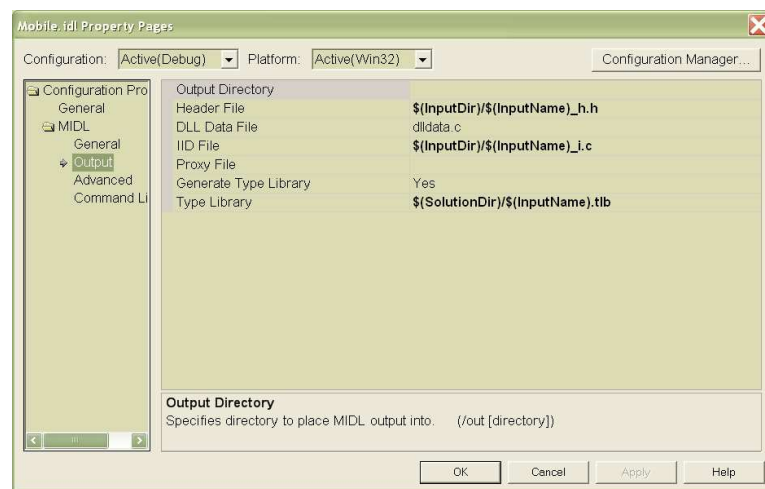 Mobile.idl Property Pages
Configuration: Active(Debug) Platform: Active(Win32) Configuration Manager...
Configuration Pro
General
MIDL
General
Output
Advanced
Command Li
Output Directory
Header File $(InputDir)/$(InputName)_h.h
DLL Data File dlldata.c
IID File $(InputDir)/$(InputName)_i.c
Proxy File
Generate Type Library Yes
Type Library $(SolutionDir)/$(InputName).tlb
Output Directory
Specifies directory to place MIDL output into. (/out [directory])
OK Cancel Apply Help